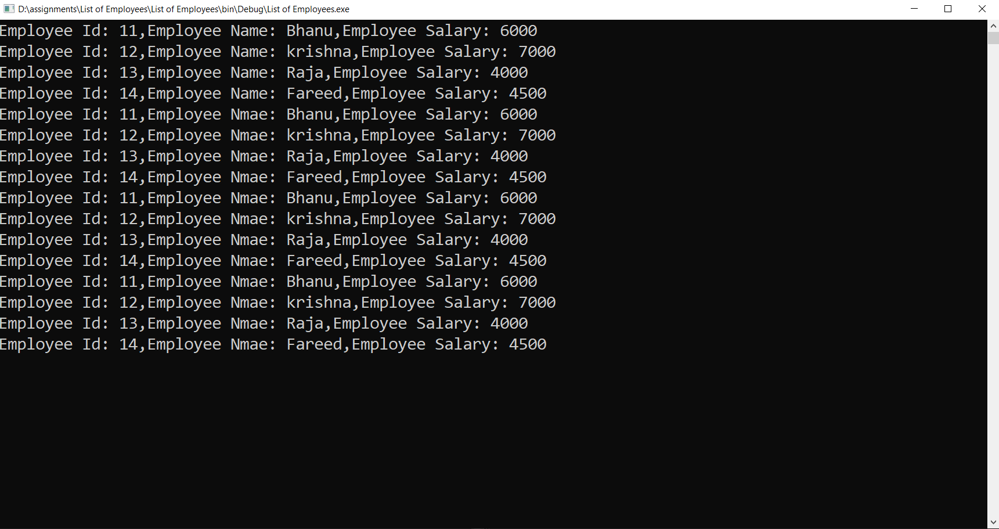 D:\assignments\List of Employees\List of Employees\bin\Debug\List of Employees.exe
Employee Id: 11,Employee Name: Bhanu,Employee Salary: 6000
Employee Id: 12,Employee Name: krishna,Employee Salary: 7000
Employee Id: 13,Employee Name: Raja,Employee Salary: 4000
Employee Id: 14,Employee Name: Fareed,Employee Salary: 4500
Employee Id: 11,Employee Nmae: Bhanu,Employee Salary: 6000
Employee Id: 12,Employee Nmae: krishna,Employee Salary: 7000
Employee Id: 13,Employee Nmae: Raja,Employee Salary: 4000
Employee Id: 14,Employee Nmae: Fareed,Employee Salary: 4500
Employee Id: 11,Employee Nmae: Bhanu,Employee Salary: 6000
Employee Id: 12,Employee Nmae: krishna,Employee Salary: 7000
Employee Id: 13,Employee Nmae: Raja,Employee Salary: 4000
Employee Id: 14,Employee Nmae: Fareed,Employee Salary: 4500
Employee Id: 11,Employee Nmae: Bhanu,Employee Salary: 6000
Employee Id: 12,Employee Nmae: krishna,Employee Salary: 7000
Employee Id: 13,Employee Nmae: Raja,Employee Salary: 4000
Employee Id: 14,Employee Nmae: Fareed,Employee Salary: 4500